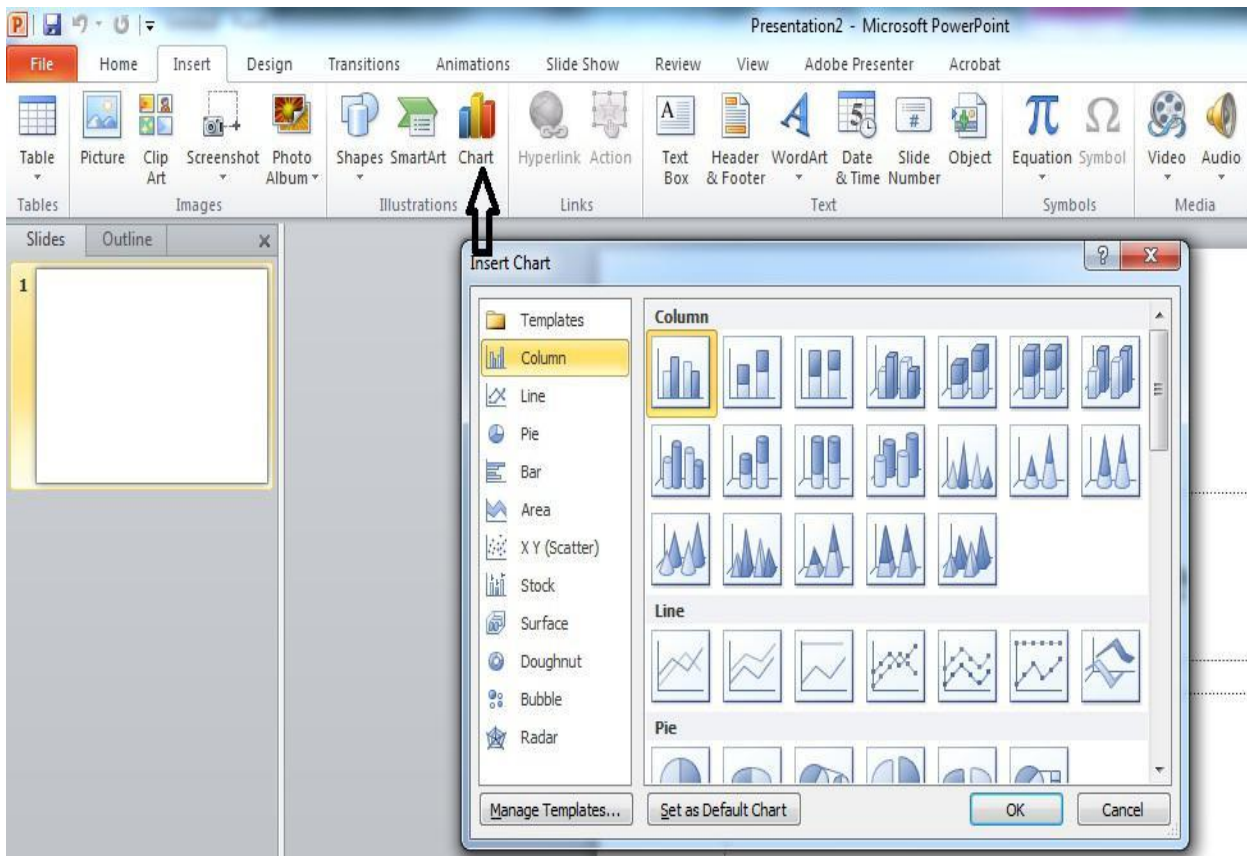 Presentation2 - Microsoft PowerPoint
File Home Insert Design Transitions Animations Slide Show Review View Adobe Presenter Acrobat
Table Picture Clip Art Screenshot Photo Album Shapes SmartArt Chart Hyperlink Action Text Box Header & Footer WordArt Date & Time Slide Number Object Equation Symbol Video Audio
Tables Images Illustrations Links Text Symbols Media
Slides Outline
1
Insert Chart
Templates
Column
Line
Pie
Bar
Area
X Y (Scatter)
Stock
Surface
Doughnut
Bubble
Radar
Column
Line
Pie
Manage Templates... Set as Default Chart OK Cancel